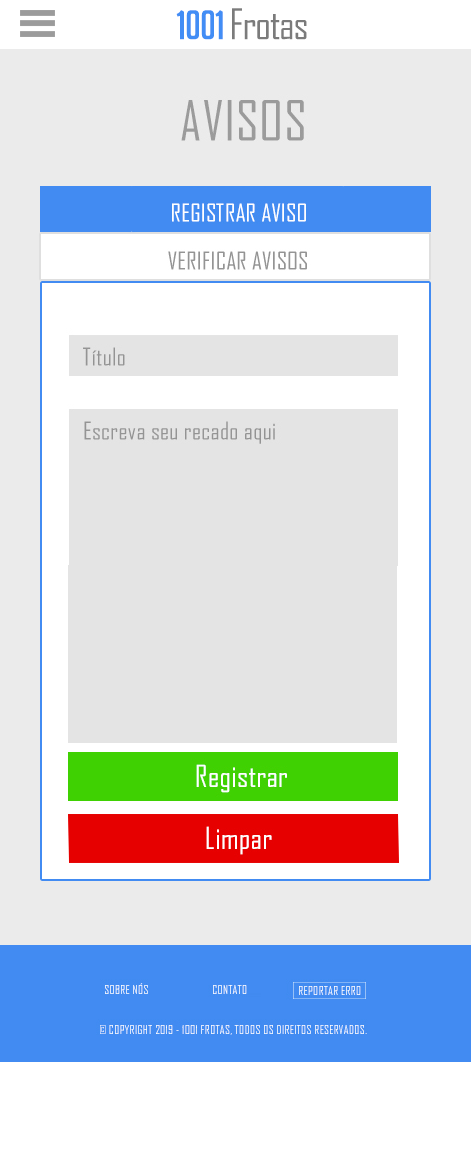 1001 Frotas
AVISOS
REGISTRAR AVISO
VERIFICAR AVISOS
Título
Escreva seu recado aqui
Registrar
Limpar
SOBRE NÓS CONTATO REPORTAR ERRO
© COPYRIGHT 2019 - 1001 FROTAS, TODOS OS DIREITOS RESERVADOS.